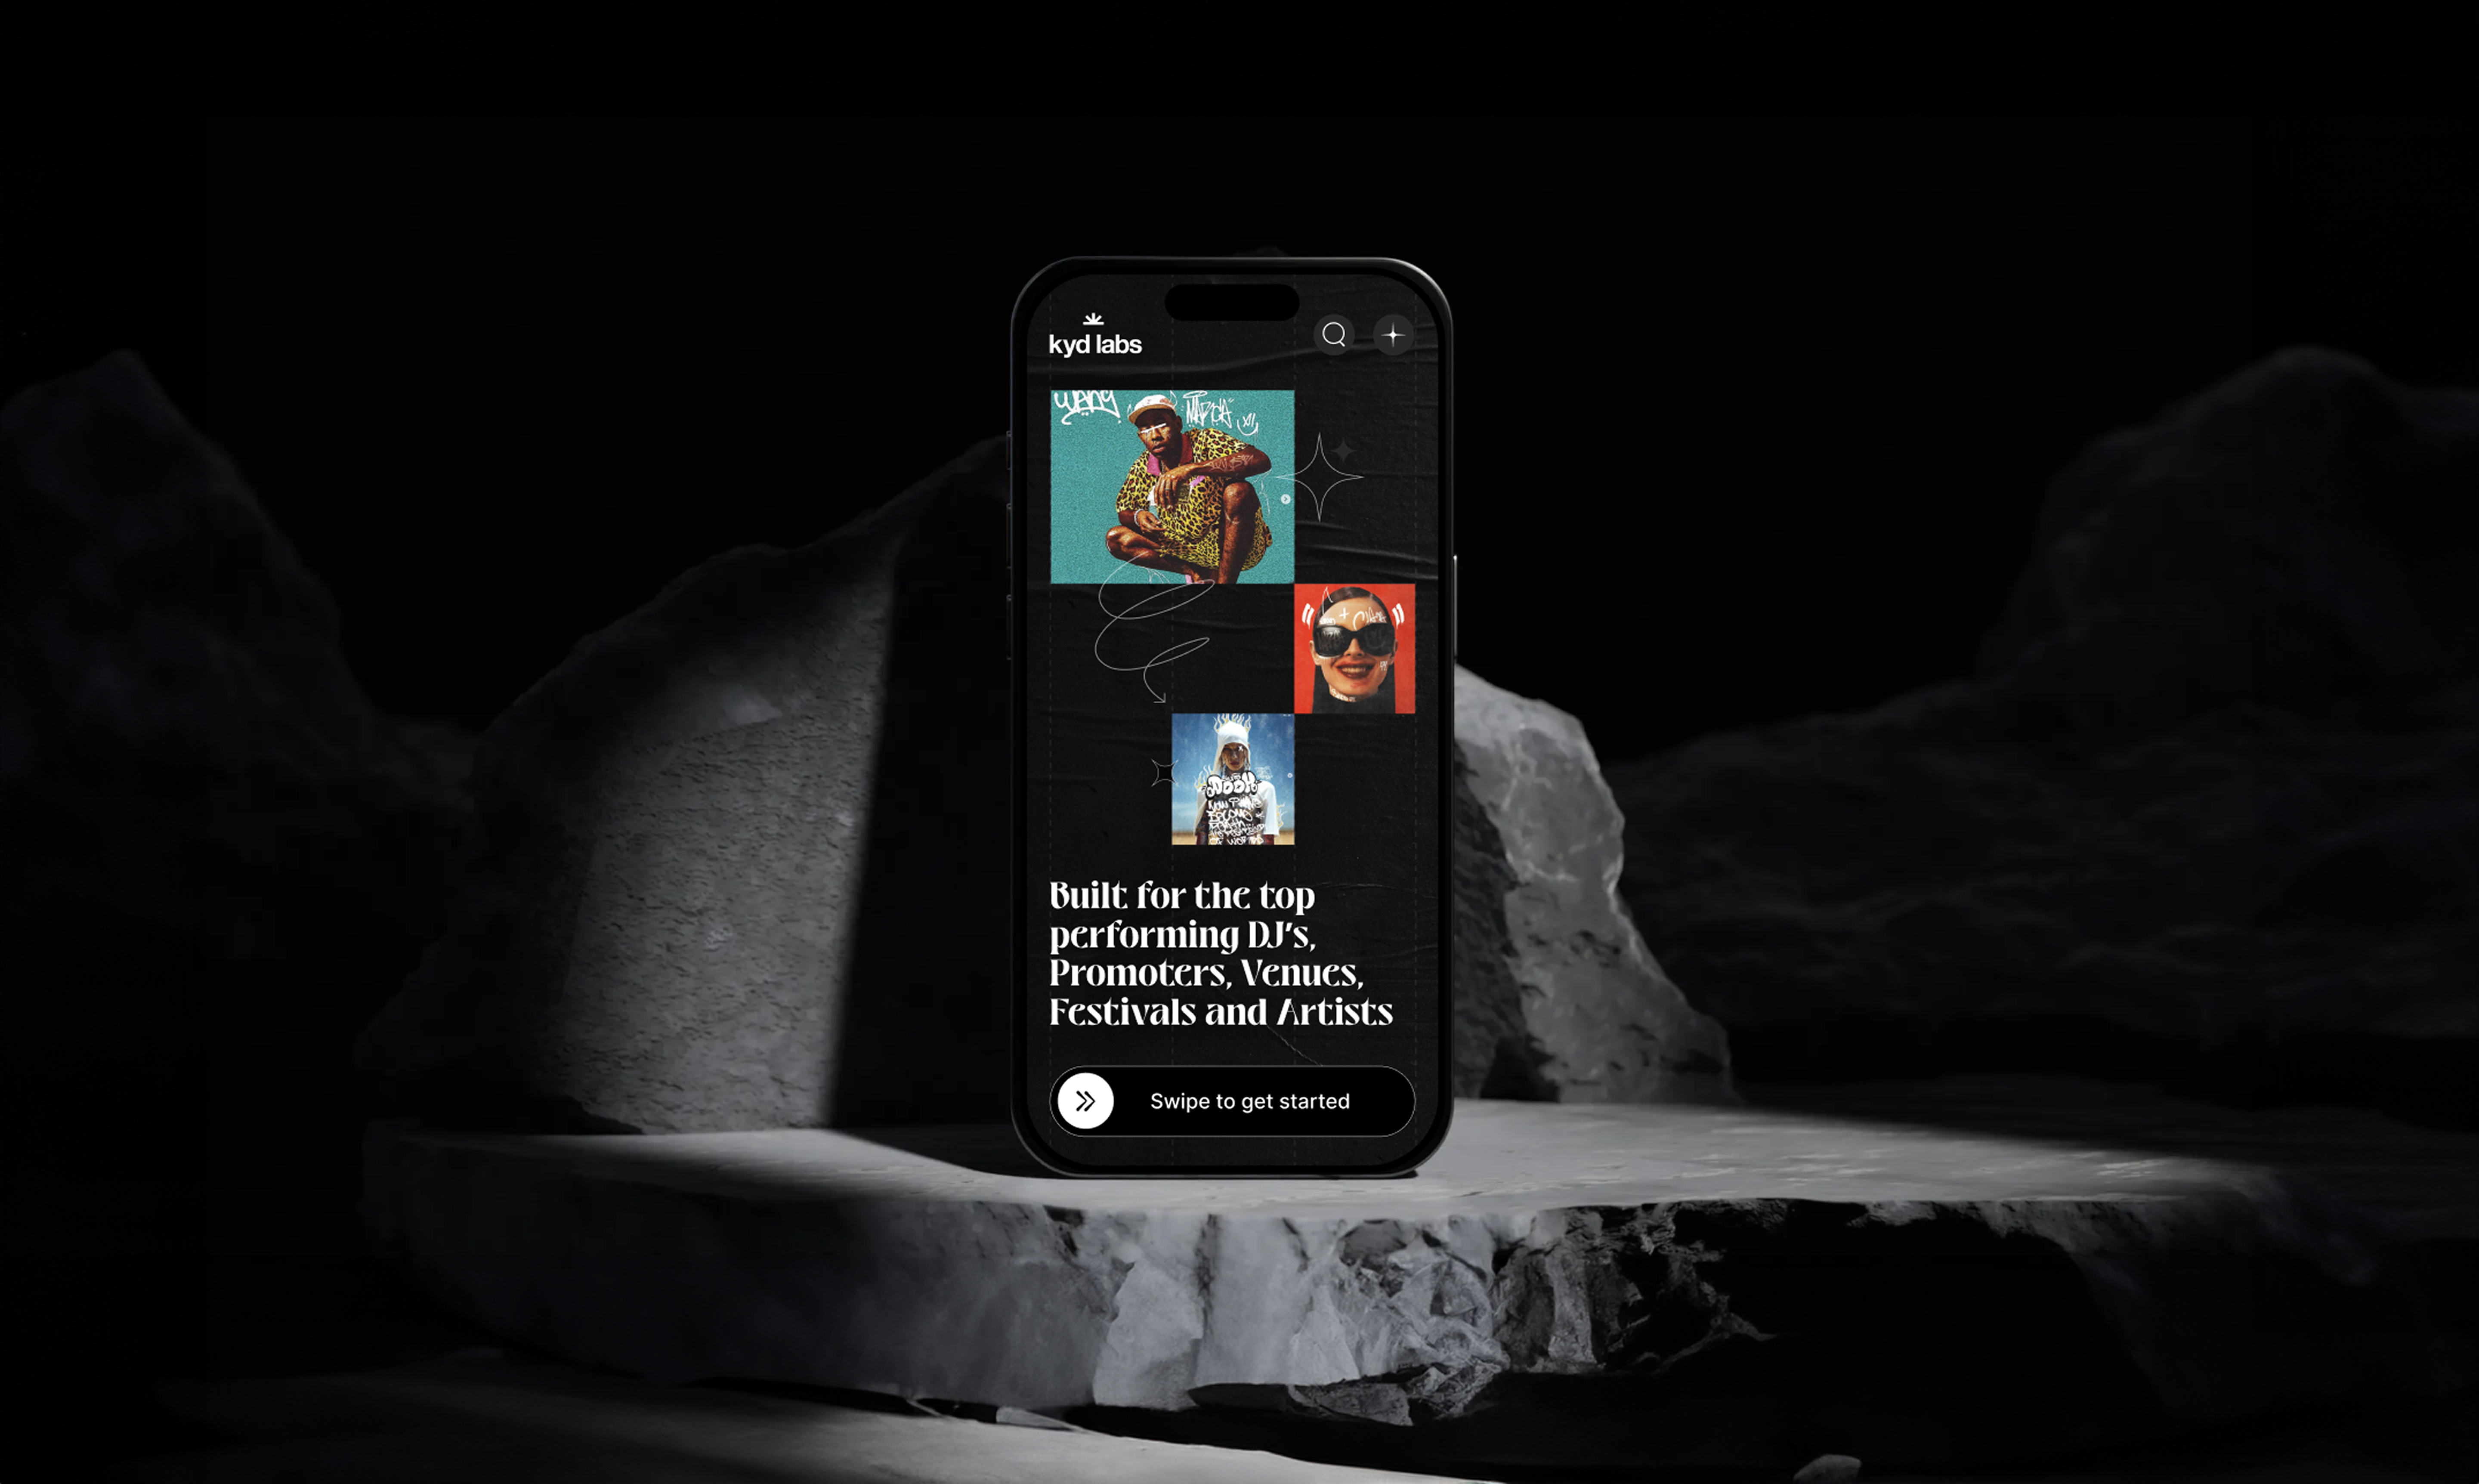 kyd labs
Built for the top
performing DJ's,
Promoters, Venues,
Festivals and Artists
Swipe to get started